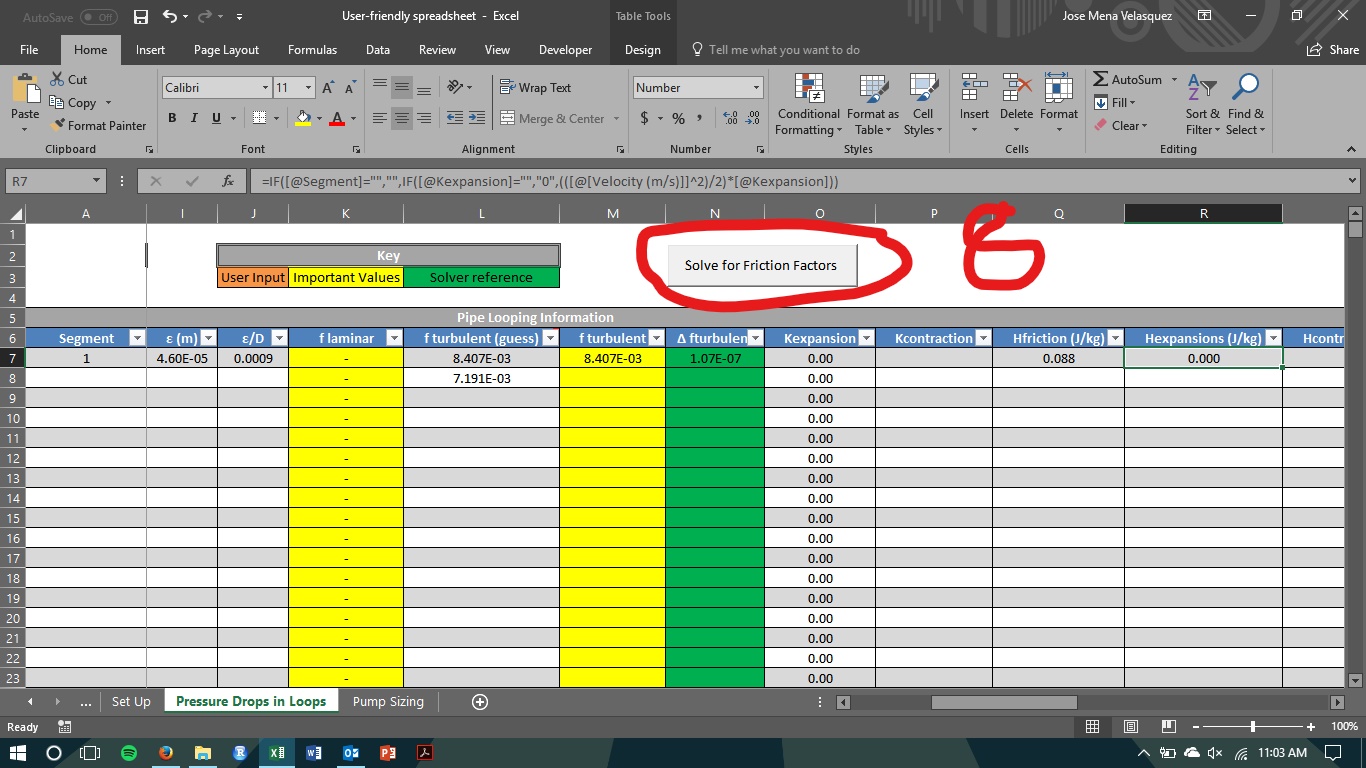 AutoSave Off User-friendly spreadsheet - Excel Table Tools Jose Mena Velasquez
File Home Insert Page Layout Formulas Data Review View Developer Design Tell me what you want to do Share
Cut
Copy
Format Painter
Paste
Calibri 11 A A
B I U A
Wrap Text
Merge & Center
Number
$ % ,
Conditional Formatting
Format as Table
Cell Styles
Insert Delete Format
AutoSum
Fill
Clear
Sort & Filter
Find & Select
Clipboard Font Alignment Number Styles Cells Editing
R7 fx =IF([@Segment]="","",IF([@Kexpansion]="","0",(([@[Velocity (m/s)]]^2)/2)*[@Kexpansion]))
A I J K L M N O P Q R
1
2 Key
Solve for Friction Factors
3 User Input Important Values Solver reference
4
5 Pipe Looping Information
6 Segment ε (m) ε/D f laminar f turbulent (guess) f turbulent Δ fturbulen Kexpansion Kcontraction Hfriction (J/kg) Hexpansions (J/kg) Hcontr
7 1 4.60E-05 0.0009 - 8.407E-03 8.407E-03 1.07E-07 0.00 0.088 0.000
8 - 7.191E-03 0.00
9 - 0.00
10 - 0.00
11 - 0.00
12 - 0.00
13 - 0.00
14 - 0.00
15 - 0.00
16 - 0.00
17 - 0.00
18 - 0.00
19 - 0.00
20 - 0.00
21 - 0.00
22 - 0.00
23 - 0.00
... Set Up Pressure Drops in Loops Pump Sizing
Ready 100%
11:03 AM